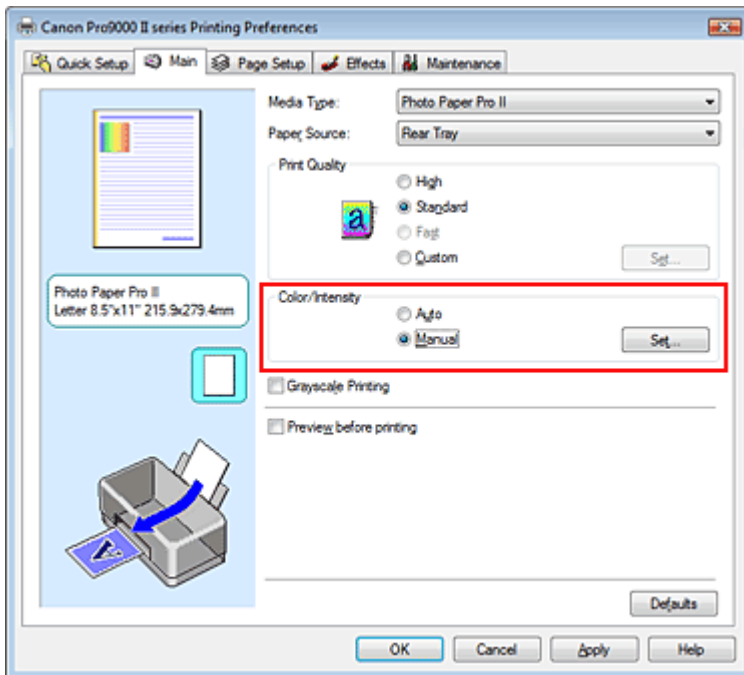 Canon Pro9000 II series Printing Preferences
Quick Setup Main Page Setup Effects Maintenance
Media Type: Photo Paper Pro II
Paper Source: Rear Tray
Print Quality
High
a Standard
Fast
Custom Set...
Photo Paper Pro II
Letter 8.5"x11" 215.9x279.4mm
Color/Intensity
Auto
Manual Set...
Grayscale Printing
Preview before printing
A
Defaults
OK Cancel Apply Help